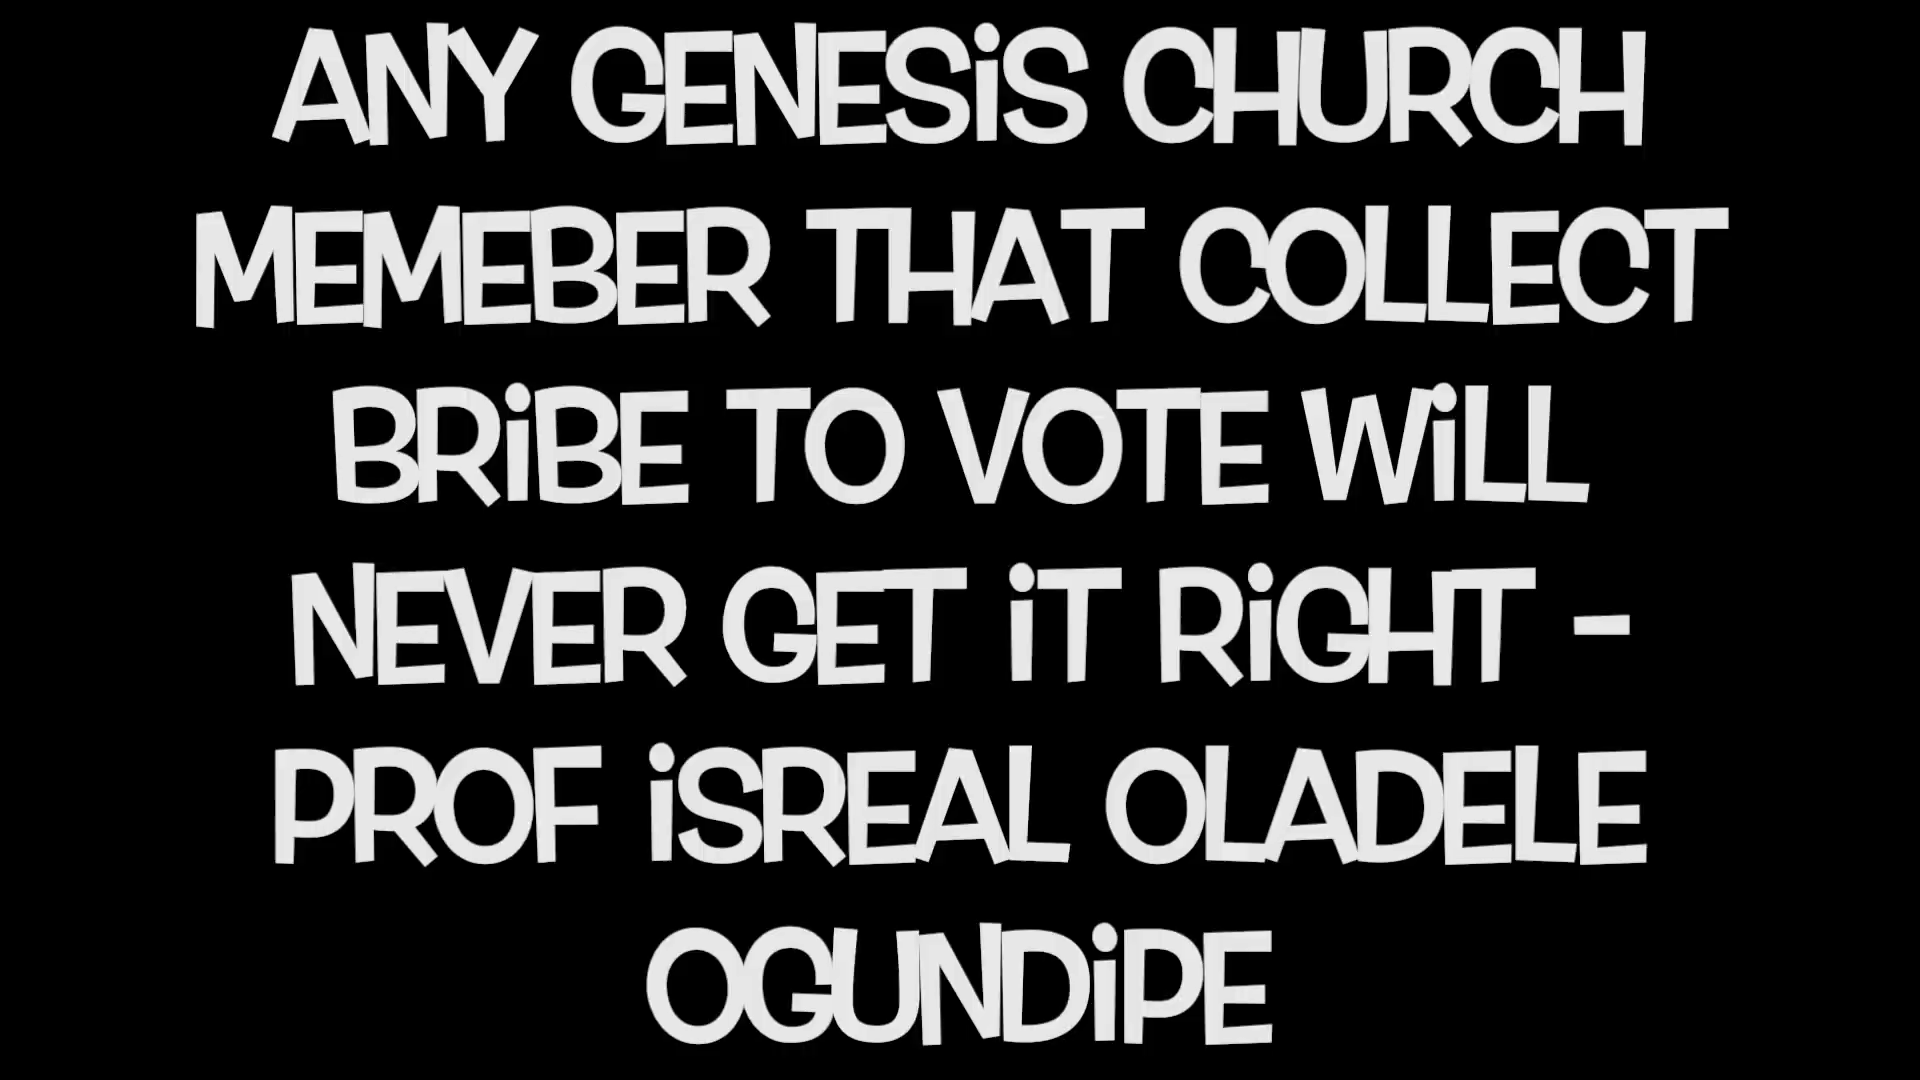 ANY GENESiS CHURCH
MEMEBER THAT COLLECT
BRiBE TO VOTE WiLL
NEVER GET iT RiGHT -
PROF iSREAL OLADELE
OGUNDiPE